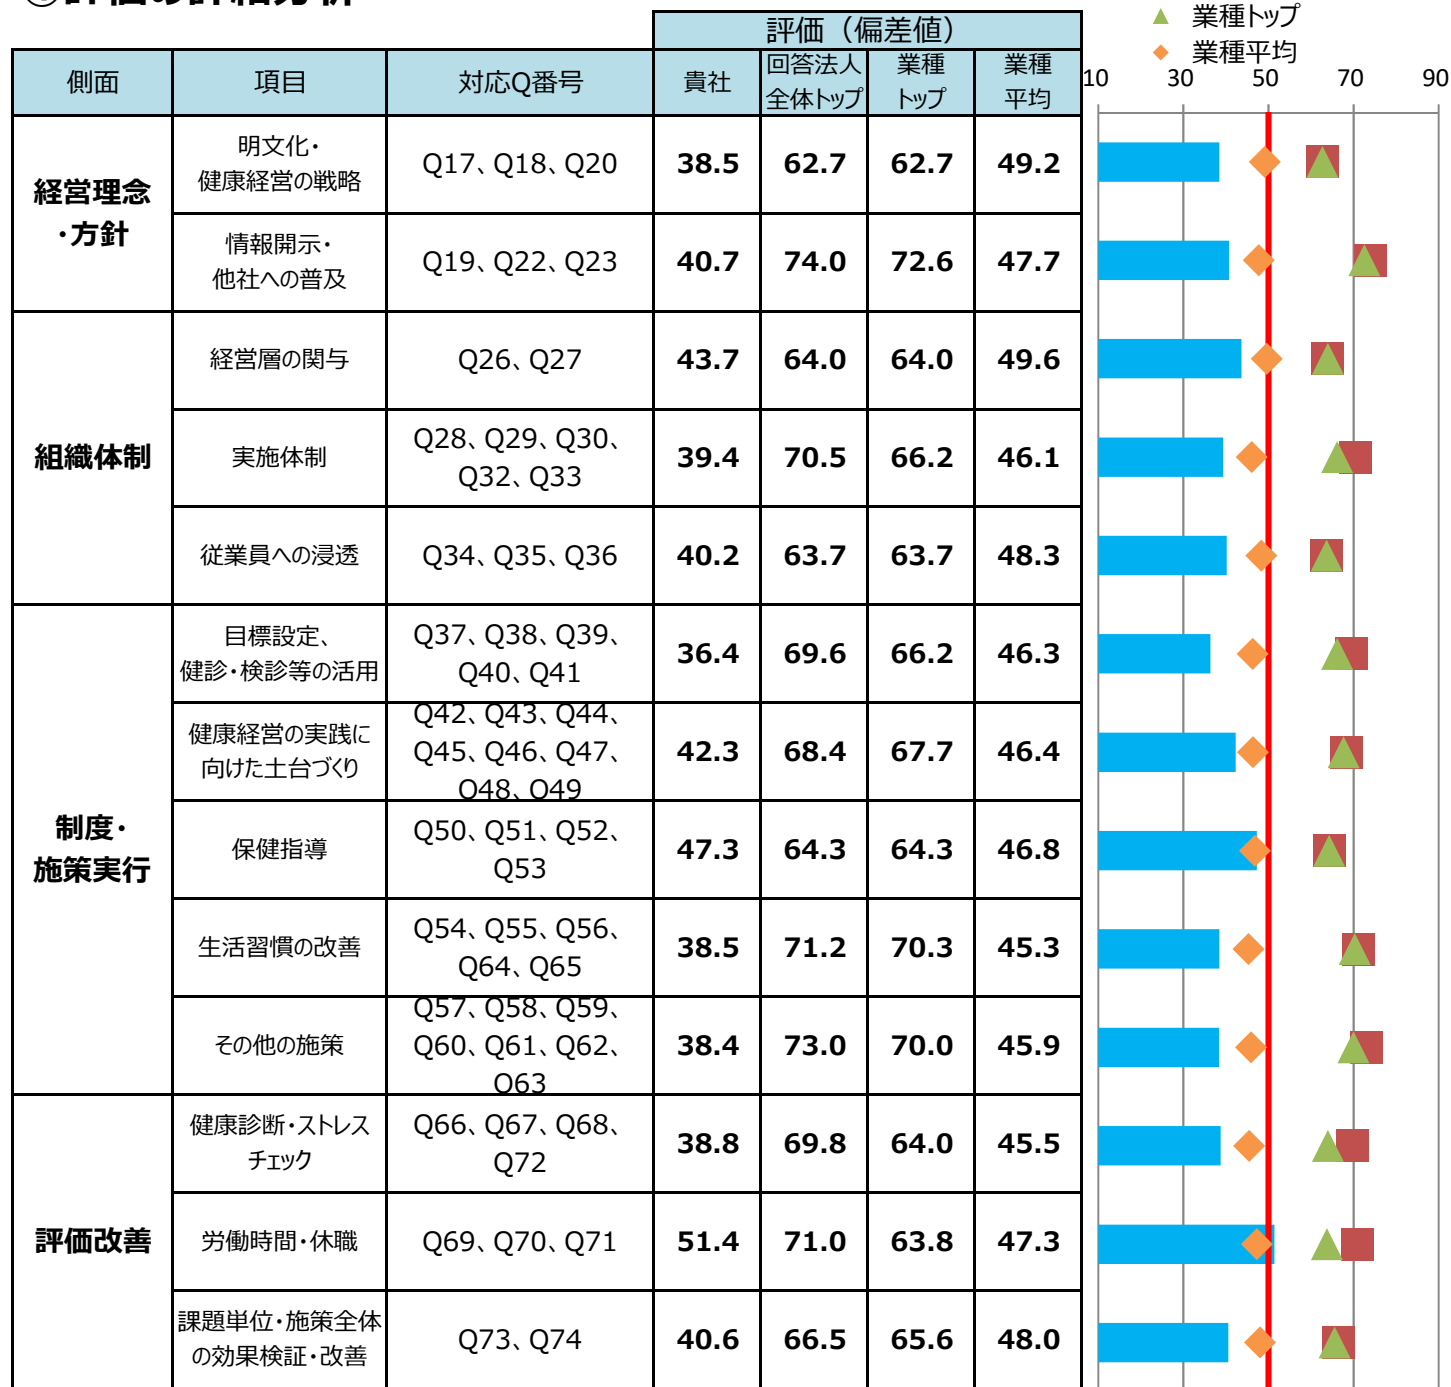 評価の詳細分析
業種トップ
業種平均
評価（偏差値）
側面 項目 対応Q番号 貴社 回答法人 業種 業種
全体トップ トップ 平均
10 30 50 70 90
経営理念
・方針
明文化・
健康経営の戦略
Q17、Q18、Q20 38.5 62.7 62.7 49.2
情報開示・
他社への普及
Q19、Q22、Q23 40.7 74.0 72.6 47.7
組織体制
経営層の関与 Q26、Q27 43.7 64.0 64.0 49.6
実施体制
Q28、Q29、Q30、
Q32、Q33
39.4 70.5 66.2 46.1
従業員への浸透 Q34、Q35、Q36 40.2 63.7 63.7 48.3
制度・
施策実行
目標設定、
健診・検診等の活用
Q37、Q38、Q39、
Q40、Q41
36.4 69.6 66.2 46.3
健康経営の実践に
向けた土台づくり
Q42、Q43、Q44、
Q45、Q46、Q47、
Q48、Q49
42.3 68.4 67.7 46.4
保健指導
Q50、Q51、Q52、
Q53
47.3 64.3 64.3 46.8
生活習慣の改善
Q54、Q55、Q56、
Q64、Q65
38.5 71.2 70.3 45.3
その他の施策
Q57、Q58、Q59、
Q60、Q61、Q62、
Q63
38.4 73.0 70.0 45.9
評価改善
健康診断・ストレス
チェック
Q66、Q67、Q68、
Q72
38.8 69.8 64.0 45.5
労働時間・休職 Q69、Q70、Q71 51.4 71.0 63.8 47.3
課題単位・施策全体
の効果検証・改善
Q73、Q74 40.6 66.5 65.6 48.0